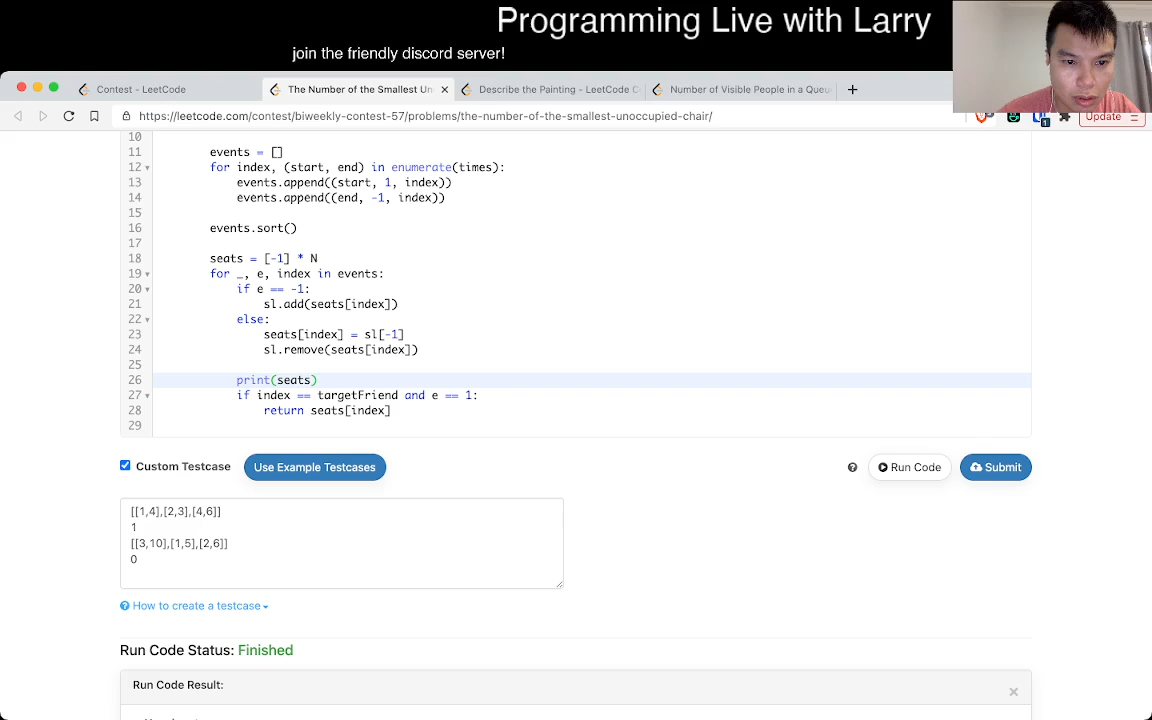 Programming Live with Larry
join the friendly discord server!
Contest - LeetCode
The Number of the Smallest Un
Describe the Painting - LeetCode C
Number of Visible People in a Queu
https://leetcode.com/contest/biweekly-contest-57/problems/the-number-of-the-smallest-unoccupied-chair/
Update
10
11 events = []
12 for index, (start, end) in enumerate(times):
13 events.append((start, 1, index))
14 events.append((end, -1, index))
15
16 events.sort()
17
18 seats = [-1] * N
19 for _, e, index in events:
20 if e == -1:
21 sl.add(seats[index])
22 else:
23 seats[index] = sl[-1]
24 sl.remove(seats[index])
25
26 print(seats)
27 if index == targetFriend and e == 1:
28 return seats[index]
29
Custom Testcase
Use Example Testcases
Run Code
Submit
[[1,4],[2,3],[4,6]]
1
[[3,10],[1,5],[2,6]]
0
How to create a testcase
Run Code Status: Finished
Run Code Result: